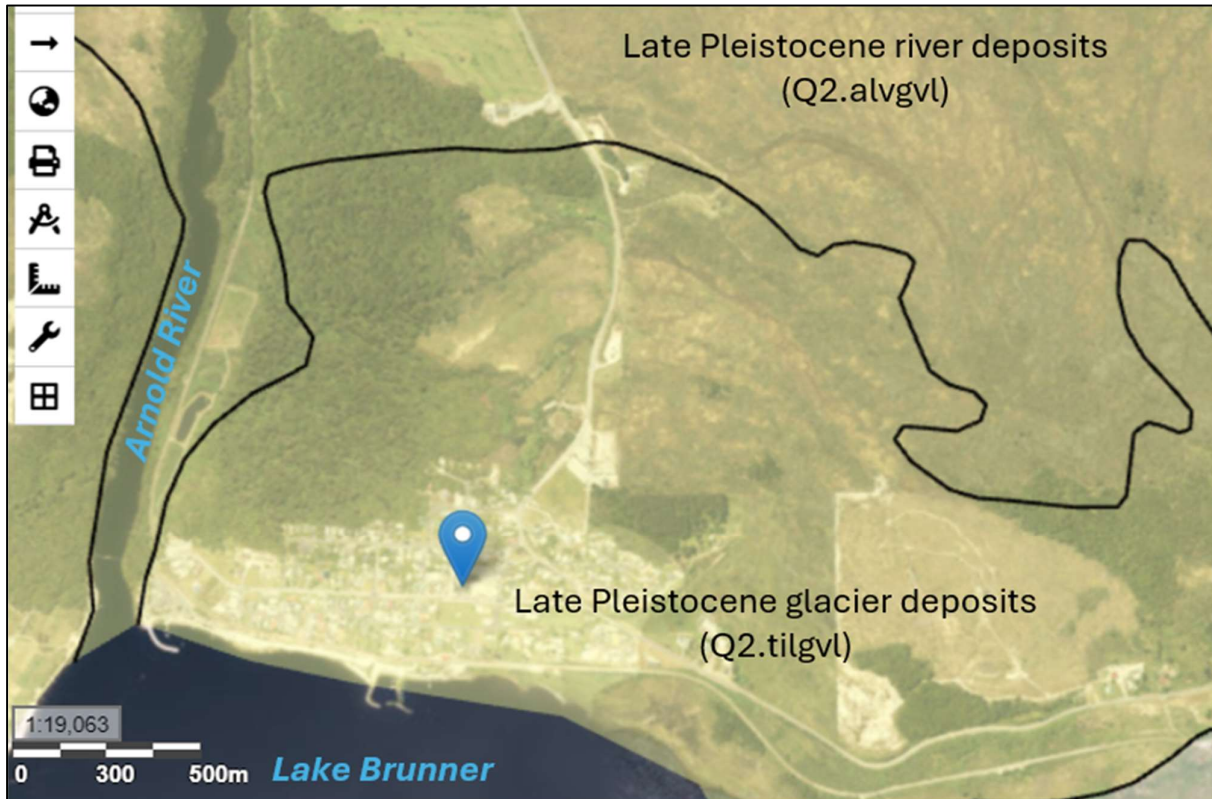 Late Pleistocene river deposits
(Q2.alvgvl)
Arnold River
Late Pleistocene glacier deposits
(Q2.tilgvl)
1:19,063
0 300 500m
Lake Brunner